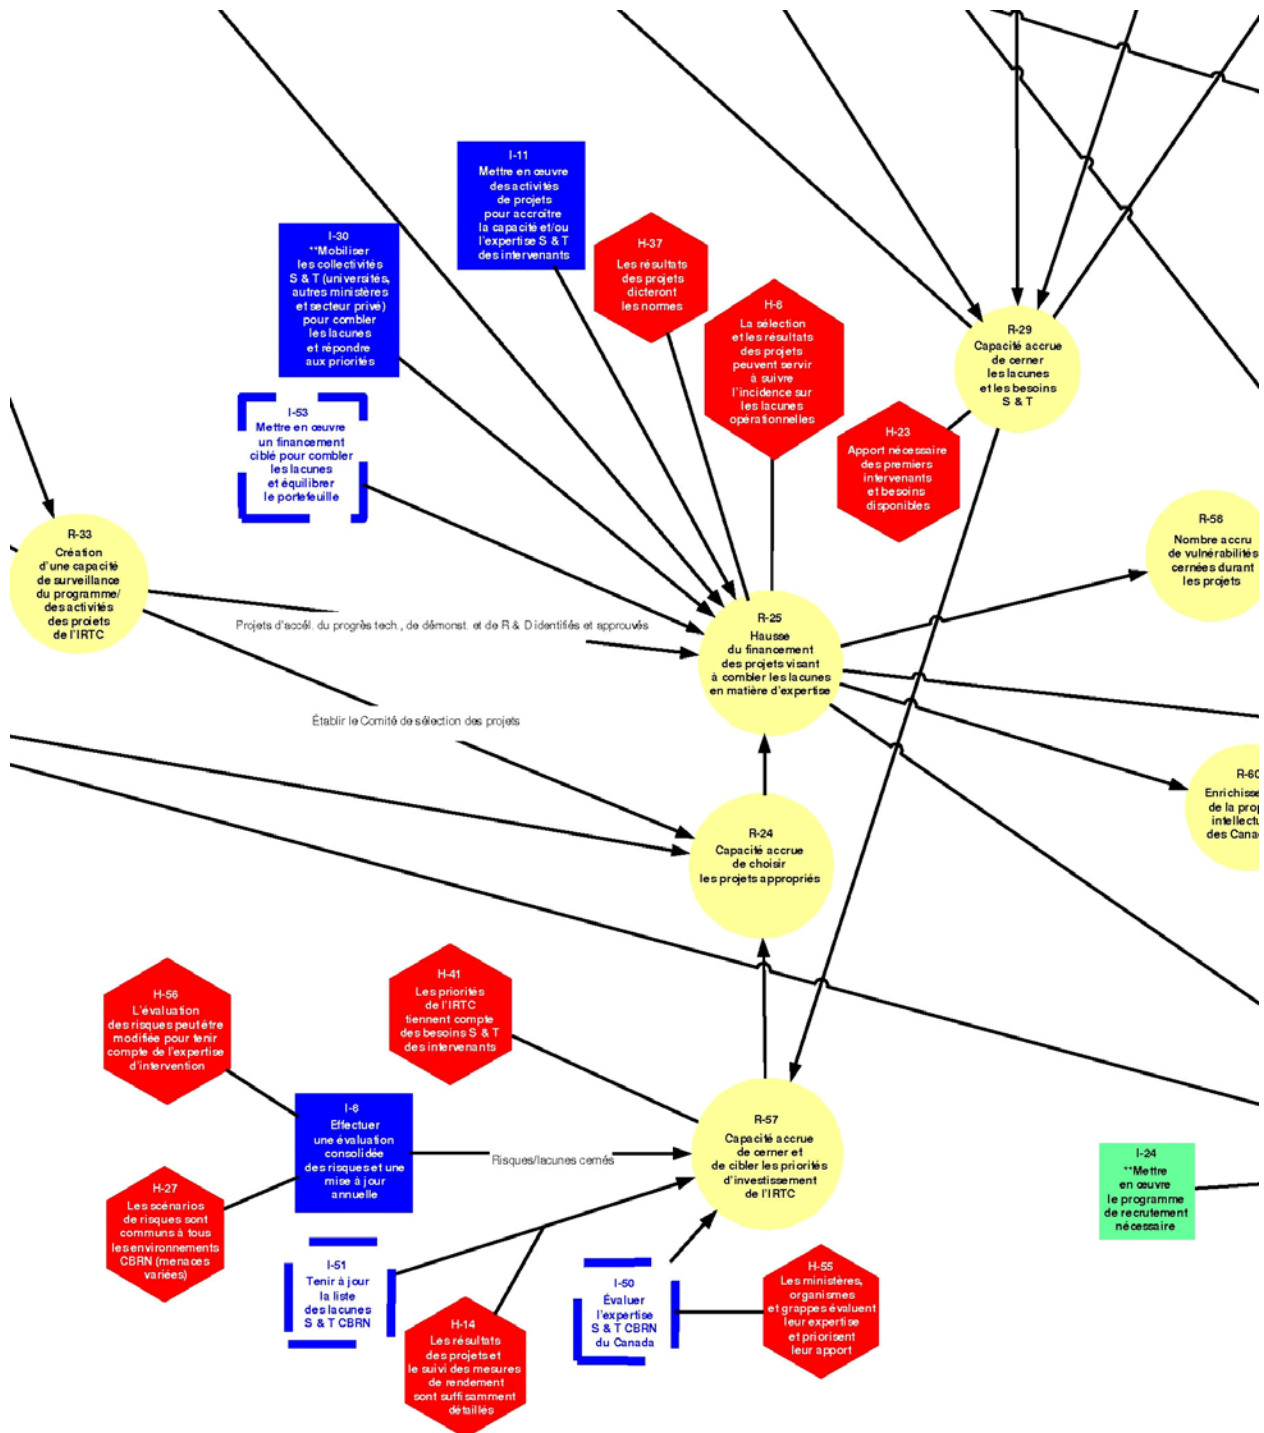 I-11
Mettre en œuvre
des activités
de projets
pour accroître
la capacité et/ou
l'expertise S & T
des intervenants
I-30
**Mobiliser
les collectivités
S & T (universités,
autres ministères
et secteur privé)
pour combler
les lacunes
et répondre
aux priorités
H-37
Les résultats
des projets
dicteront
les normes
H-6
La sélection
et les résultats
des projets
peuvent servir
à suivre
l'incidence sur
les lacunes
opérationnelles
R-29
Capacité accrue
de cerner
les lacunes
et les besoins
S & T
I-53
Mettre en œuvre
un financement
ciblé pour combler
les lacunes
et équilibrer
le portefeuille
H-23
Apport nécessaire
des premiers
intervenants
et besoins
disponibles
R-33
Création
d'une capacité
de surveillance
du programme/
des activités
des projets
de l'IRTC
R-58
Nombre accru
de vulnérabilités
cernées durant
les projets
Projets d'accél. du progrès tech., de démonst. et de R & D identifiés et approuvés
R-25
Hausse
du financement
des projets visant
à combler les lacunes
en matière d'expertise
Établir le Comité de sélection des projets
R-60
Enrichisse
de la prop
intellectu
des Cana
R-24
Capacité accrue
de choisir
les projets appropriés
H-56
L'évaluation
des risques peut être
modifiée pour tenir
compte de l'expertise
d'intervention
H-41
Les priorités
de l'IRTC
tiennent compte
des besoins S & T
des intervenants
I-6
Effectuer
une évaluation
consolidée
des risques et une
mise à jour
annuelle
Risques/lacunes cernés
R-57
Capacité accrue
de cerner et
de cibler les priorités
d'investissement
de l'IRTC
I-24
**Mettre
en œuvre
le programme
de recrutement
nécessaire
H-27
Les scénarios
de risques sont
communs à tous
les environnements
CBRN (menaces
variées)
I-51
Tenir à jour
la liste
des lacunes
S & T CBRN
H-14
Les résultats
des projets et
le suivi des mesures
de rendement
sont suffisamment
détaillés
I-50
Évaluer
l'expertise
S & T CBRN
du Canada
H-55
Les ministères,
organismes
et grappes évaluent
leur expertise
et priorisent
leur apport